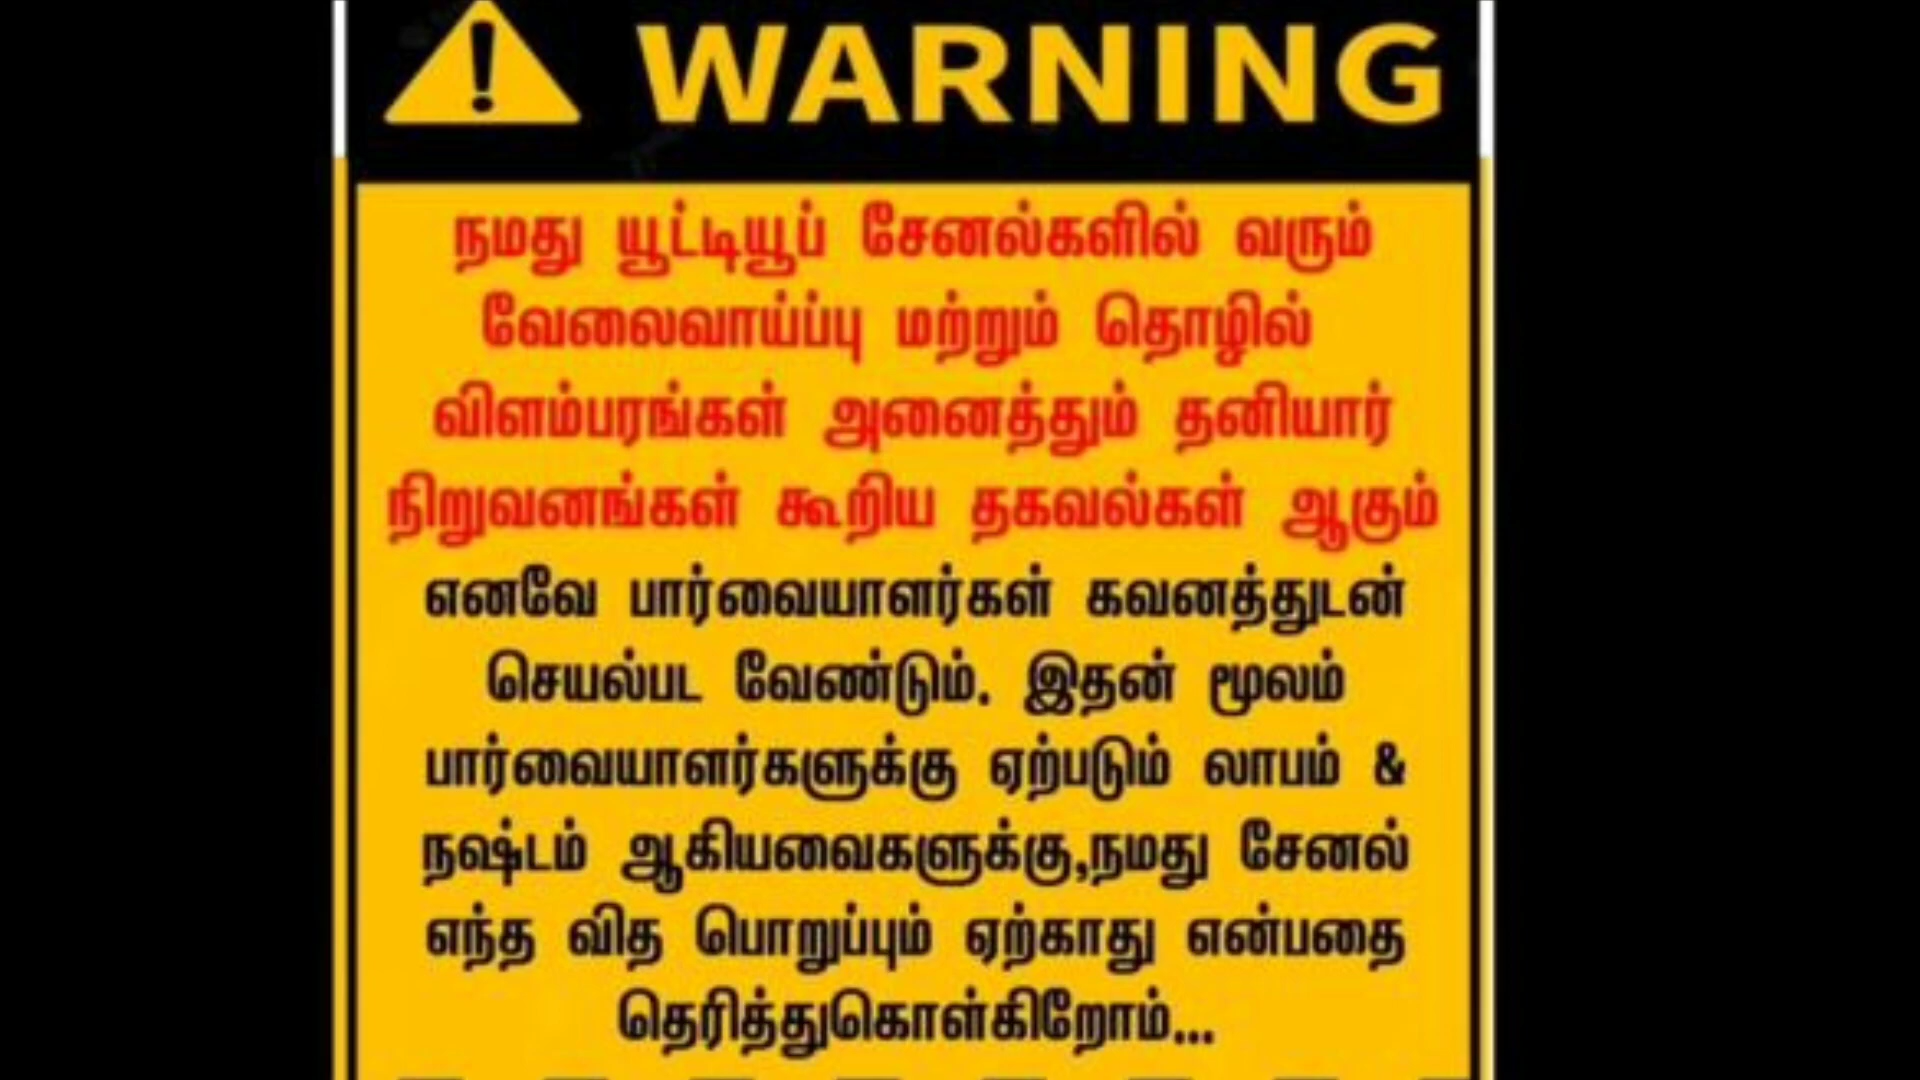 WARNING
நமது யூட்டியூப் சேனல்களில் வரும்
வேலைவாய்ப்பு மற்றும் தொழில்
விளம்பரங்கள் அனைத்தும் தனியார்
நிறுவனங்கள் கூறிய தகவல்கள் ஆகும்
எனவே பார்வையாளர்கள் கவனத்துடன்
செயல்பட வேண்டும். இதன் மூலம்
பார்வையாளர்களுக்கு ஏற்படும் லாபம் &
நஷ்டம் ஆகியவைகளுக்கு,நமது சேனல்
எந்த வித பொறுப்பும் ஏற்காது என்பதை
தெரித்துகொள்கிறோம்...